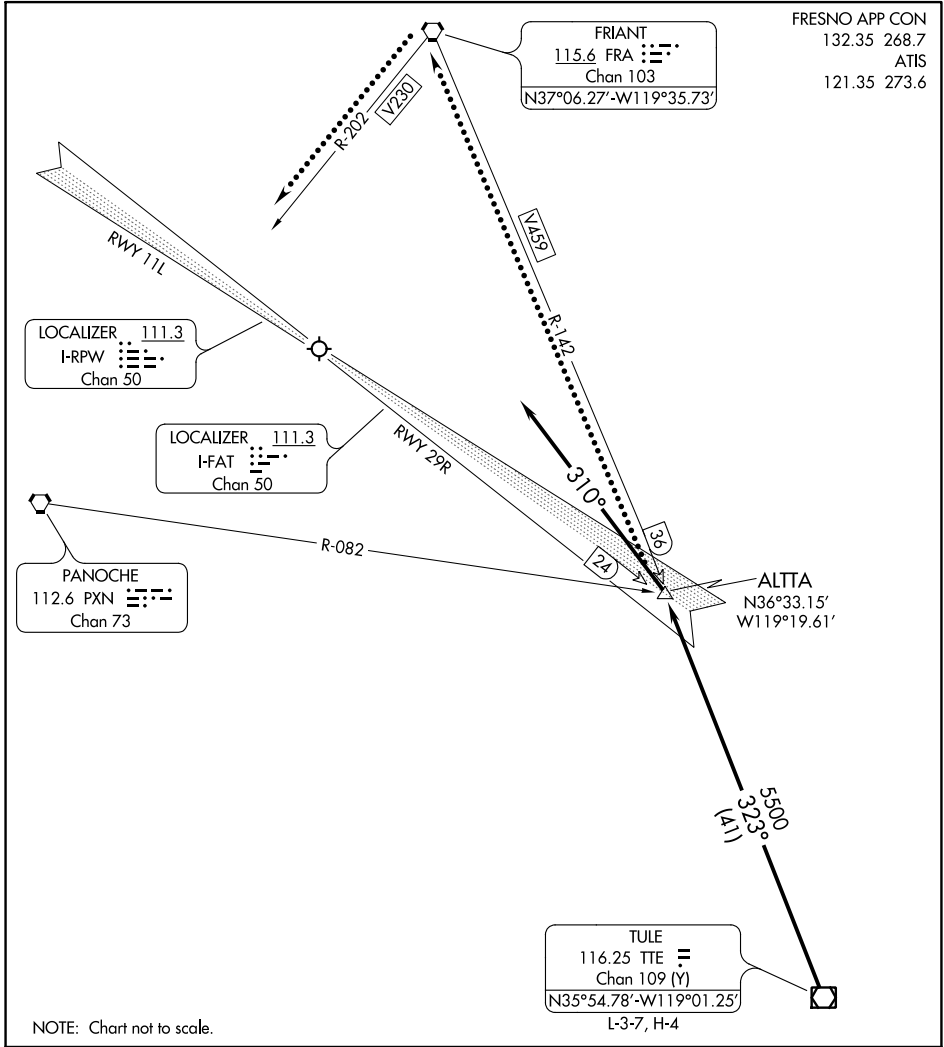 FRESNO APP CON
132.35 268.7
ATIS
121.35 273.6
FRIANT
115.6 FRA
Chan 103
N37°06.27'-W119°35.73'
R-202
V230
V459
R-142
RWY 11L
LOCALIZER 111.3
I-RPW
Chan 50
LOCALIZER 111.3
I-FAT
Chan 50
RWY 29R
310°
36
24
R-082
PANOCHE
112.6 PXN
Chan 73
ALTTA
N36°33.15'
W119°19.61'
5500
323°
(41)
TULE
116.25 TTE
Chan 109 (Y)
N35°54.78'-W119°01.25'
L-3-7, H-4
NOTE: Chart not to scale.